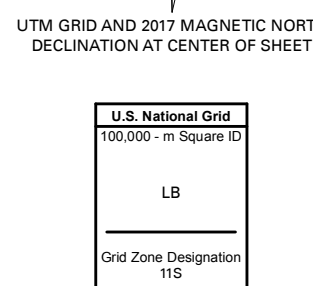 UTM GRID AND 2017 MAGNETIC NORT
DECLINATION AT CENTER OF SHEET
U.S. National Grid
100,000 - m Square ID
LB
Grid Zone Designation
11S